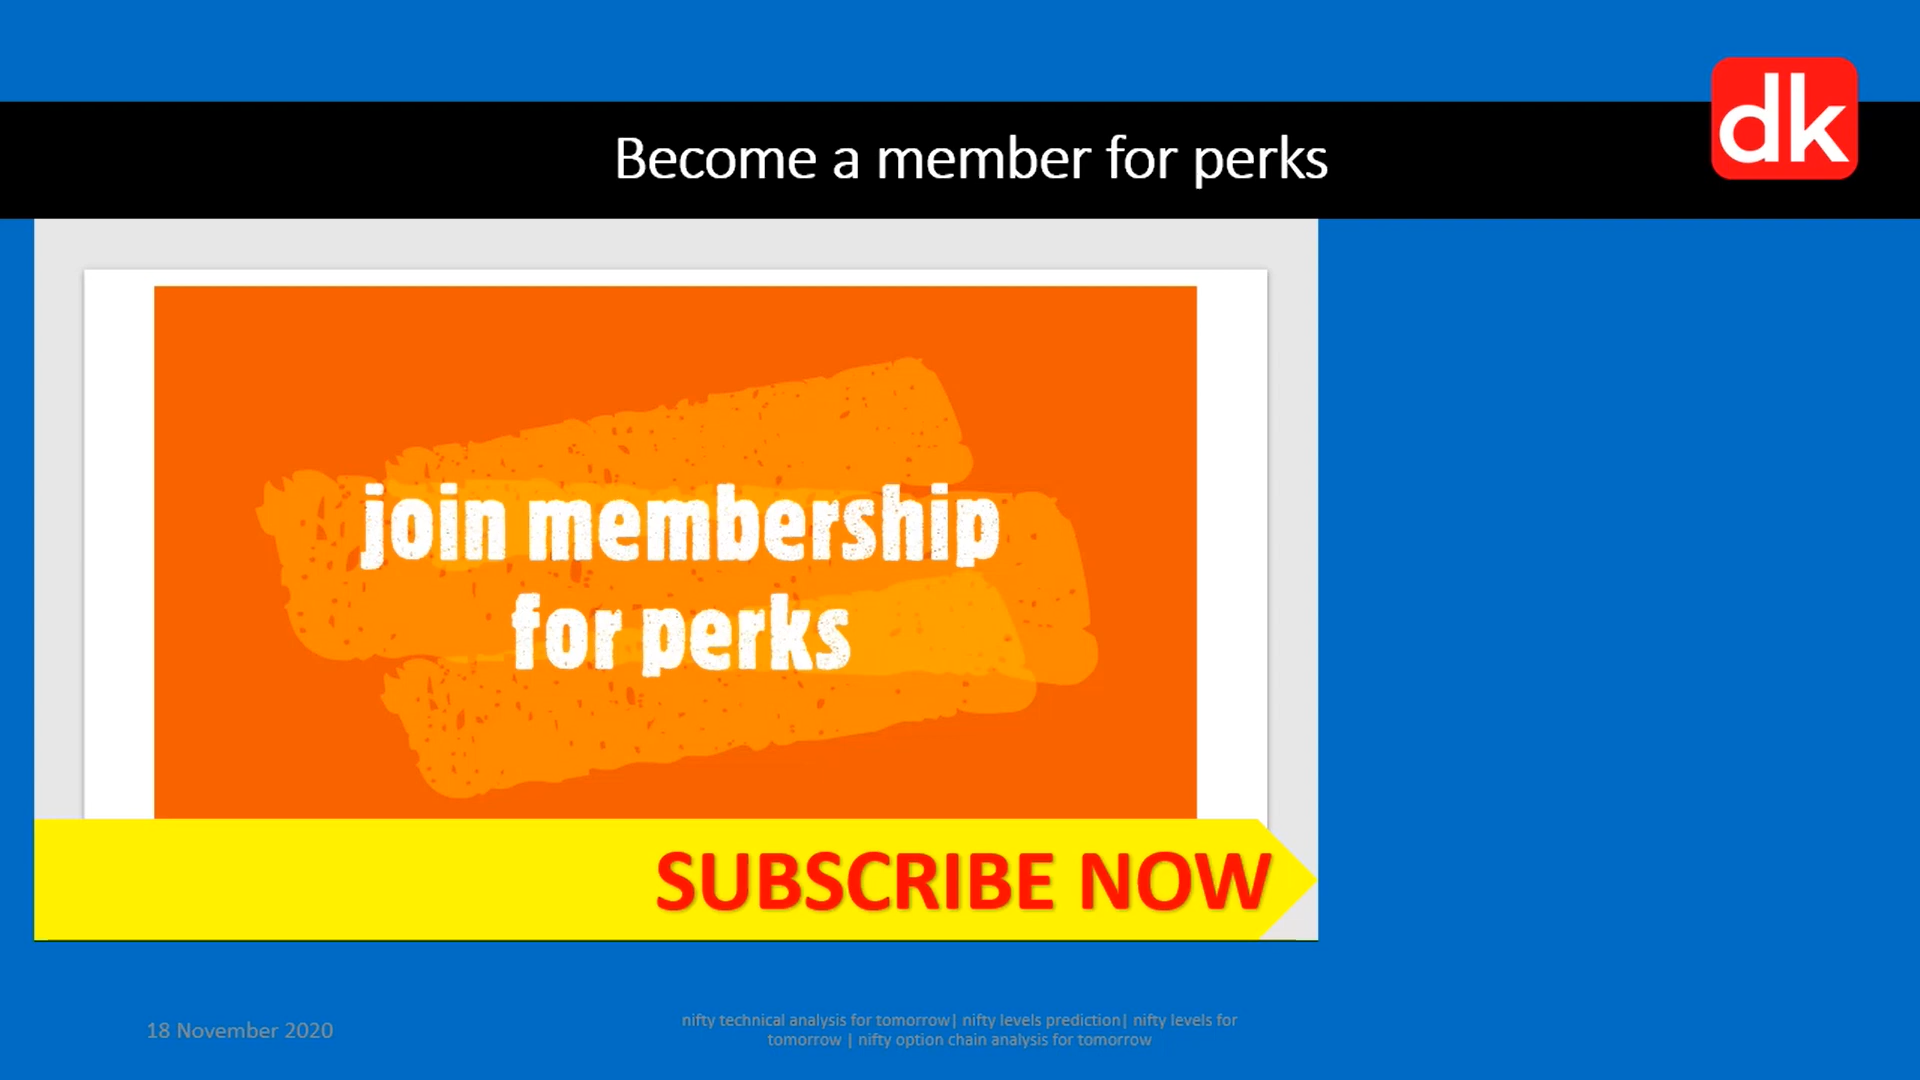 dk
Become a member for perks
join membership
for perks
SUBSCRIBE NOW
18 November 2020
nifty technical analysis for tomorrow| nifty levels prediction| nifty levels for
tomorrow | nifty option chain analysis for tomorrow